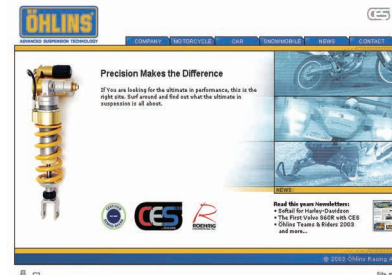 ÖHLINS
ADVANCED SUSPENSION TECHNOLOGY
CES
COMPANY MOTORCYCLE CAR SNOWMOBILE NEWS CONTACT
Precision Makes the Difference
If You are looking for the ultimate in performance, this is the
right site. Surf around and find out what the ultimate in
suspension is all about.
NEWS
Read this years Newsletters:
• Softail for Harley-Davidson
• The First Volvo S60R with CES
• Öhlins Teams & Riders 2003
and more...
CES
ROEHRIG
© 2003 Öhlins Racing